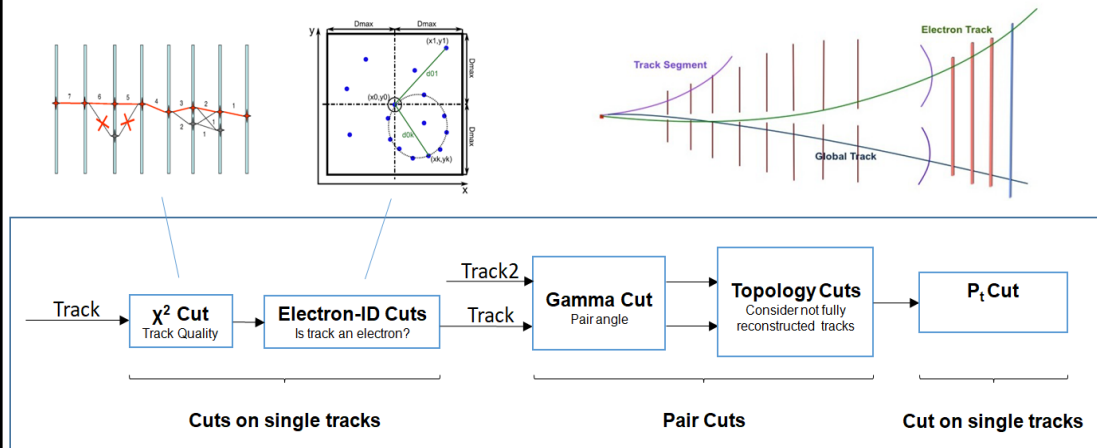 7 6 5 4 3 2 1
2 1 1
y
Dmax Dmax
(x1,y1)
d01
Dmax
(x0,y0)
d0k
Dmax
(xk,yk)
x
Track Segment
Electron Track
Global Track
Track
χ² Cut
Track Quality
Electron-ID Cuts
Is track an electron?
Track2
Track
Gamma Cut
Pair angle
Topology Cuts
Consider not fully
reconstructed tracks
Pt Cut
Cuts on single tracks
Pair Cuts
Cut on single tracks